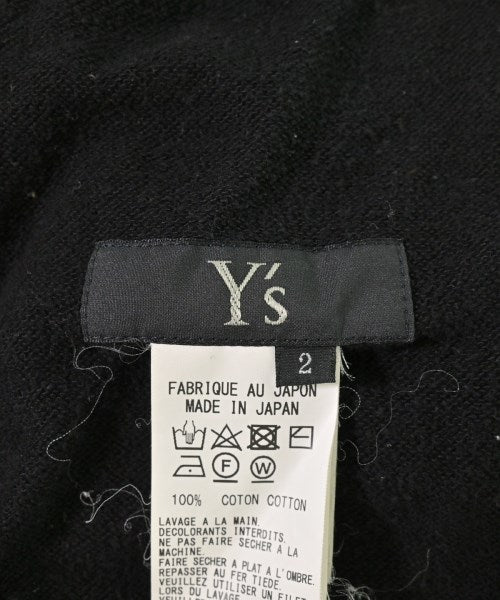 Y's
2
FABRIQUE AU JAPON
MADE IN JAPAN
F W
100% COTON COTTON
LAVAGE A LA MAIN.
DECOLORANTS INTERDITS.
NE PAS FAIRE SECHER A LA
MACHINE.
FAIRE SECHER A PLAT A L'OMBRE.
REPASSER AU FER TIEDE.
VEUILLEZ UTILISER UN FILET
LORS DU LAVAGE